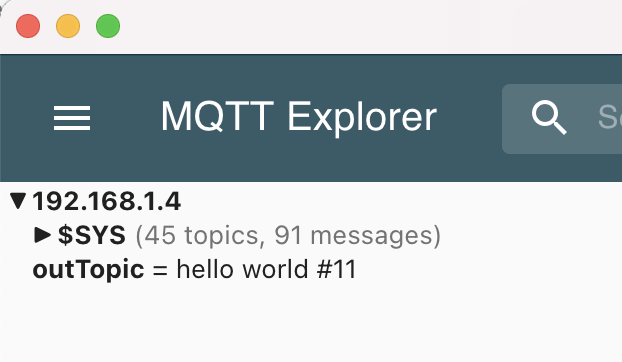 MQTT Explorer
192.168.1.4
$SYS (45 topics, 91 messages)
outTopic = hello world #11